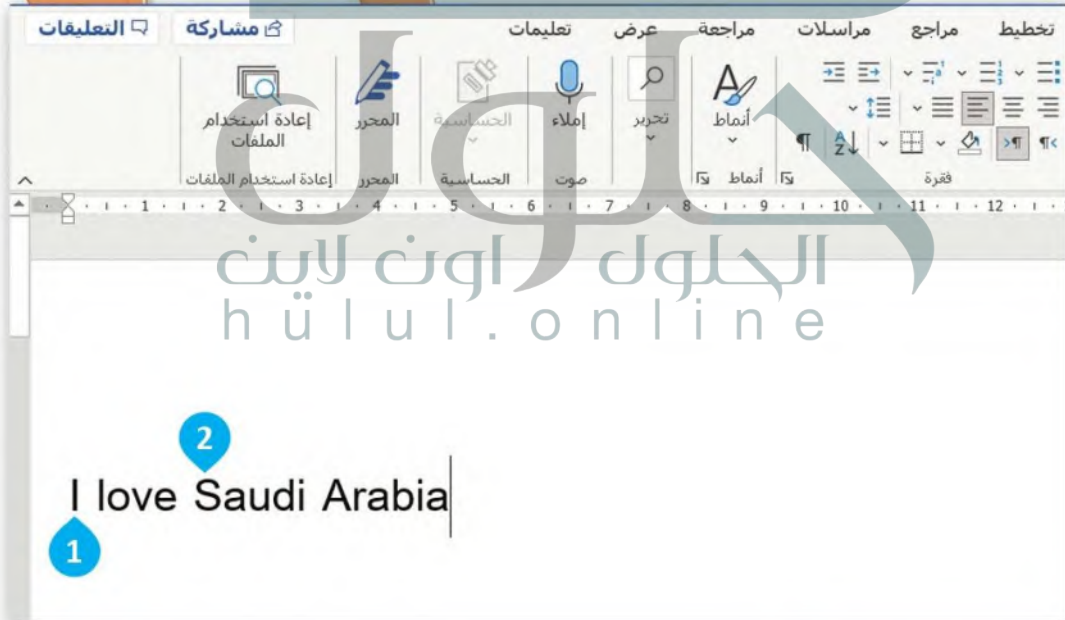 تخطيط مراجع مراسلات مراجعة عرض تعليمات مشاركة التعليقات
أنماط تحرير إملاء الحساسية المحرر إعادة استخدام الملفات
فقرة أنماط صوت الحساسية المحرر إعادة استخدام الملفات
1 2 3 4 5 6 7 8 9 10 11 12
حلول
الحلول اون لاين
hülul.online
2
I love Saudi Arabia
1